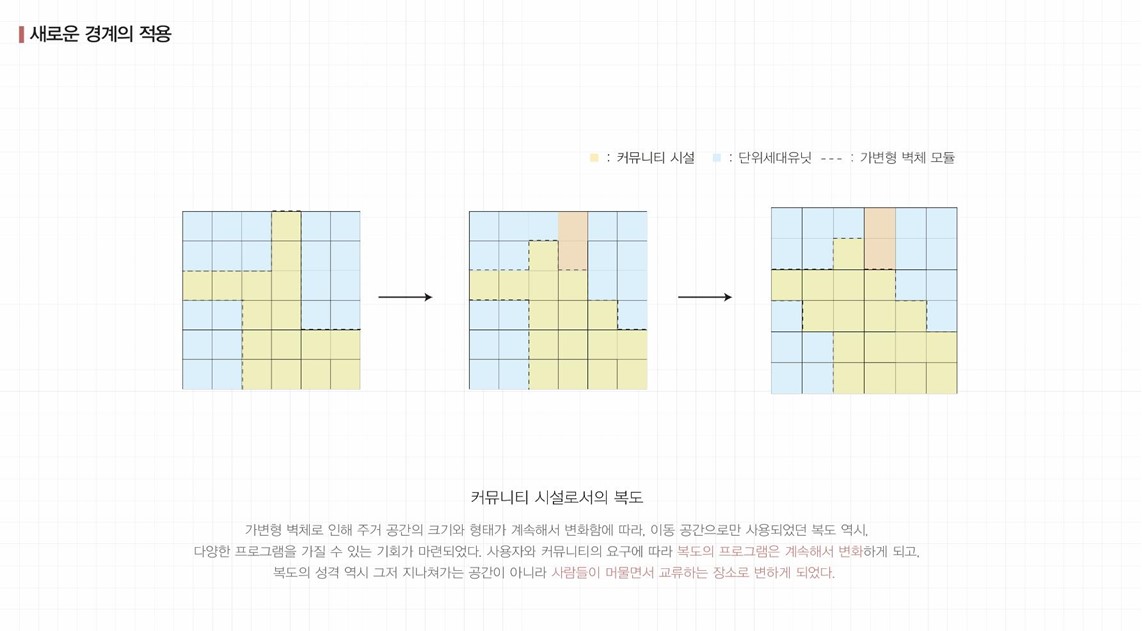 새로운 경계의 적용
: 커뮤니티 시설 : 단위세대유닛 --- : 가변형 벽체 모듈
커뮤니티 시설로서의 복도
가변형 벽체로 인해 주거 공간의 크기와 형태가 계속해서 변화함에 따라, 이동 공간으로만 사용되었던 복도 역시,
다양한 프로그램을 가질 수 있는 기회가 마련되었다. 사용자와 커뮤니티의 요구에 따라 복도의 프로그램은 계속해서 변화하게 되고,
복도의 성격 역시 그저 지나쳐가는 공간이 아니라 사람들이 머물면서 교류하는 장소로 변하게 되었다.